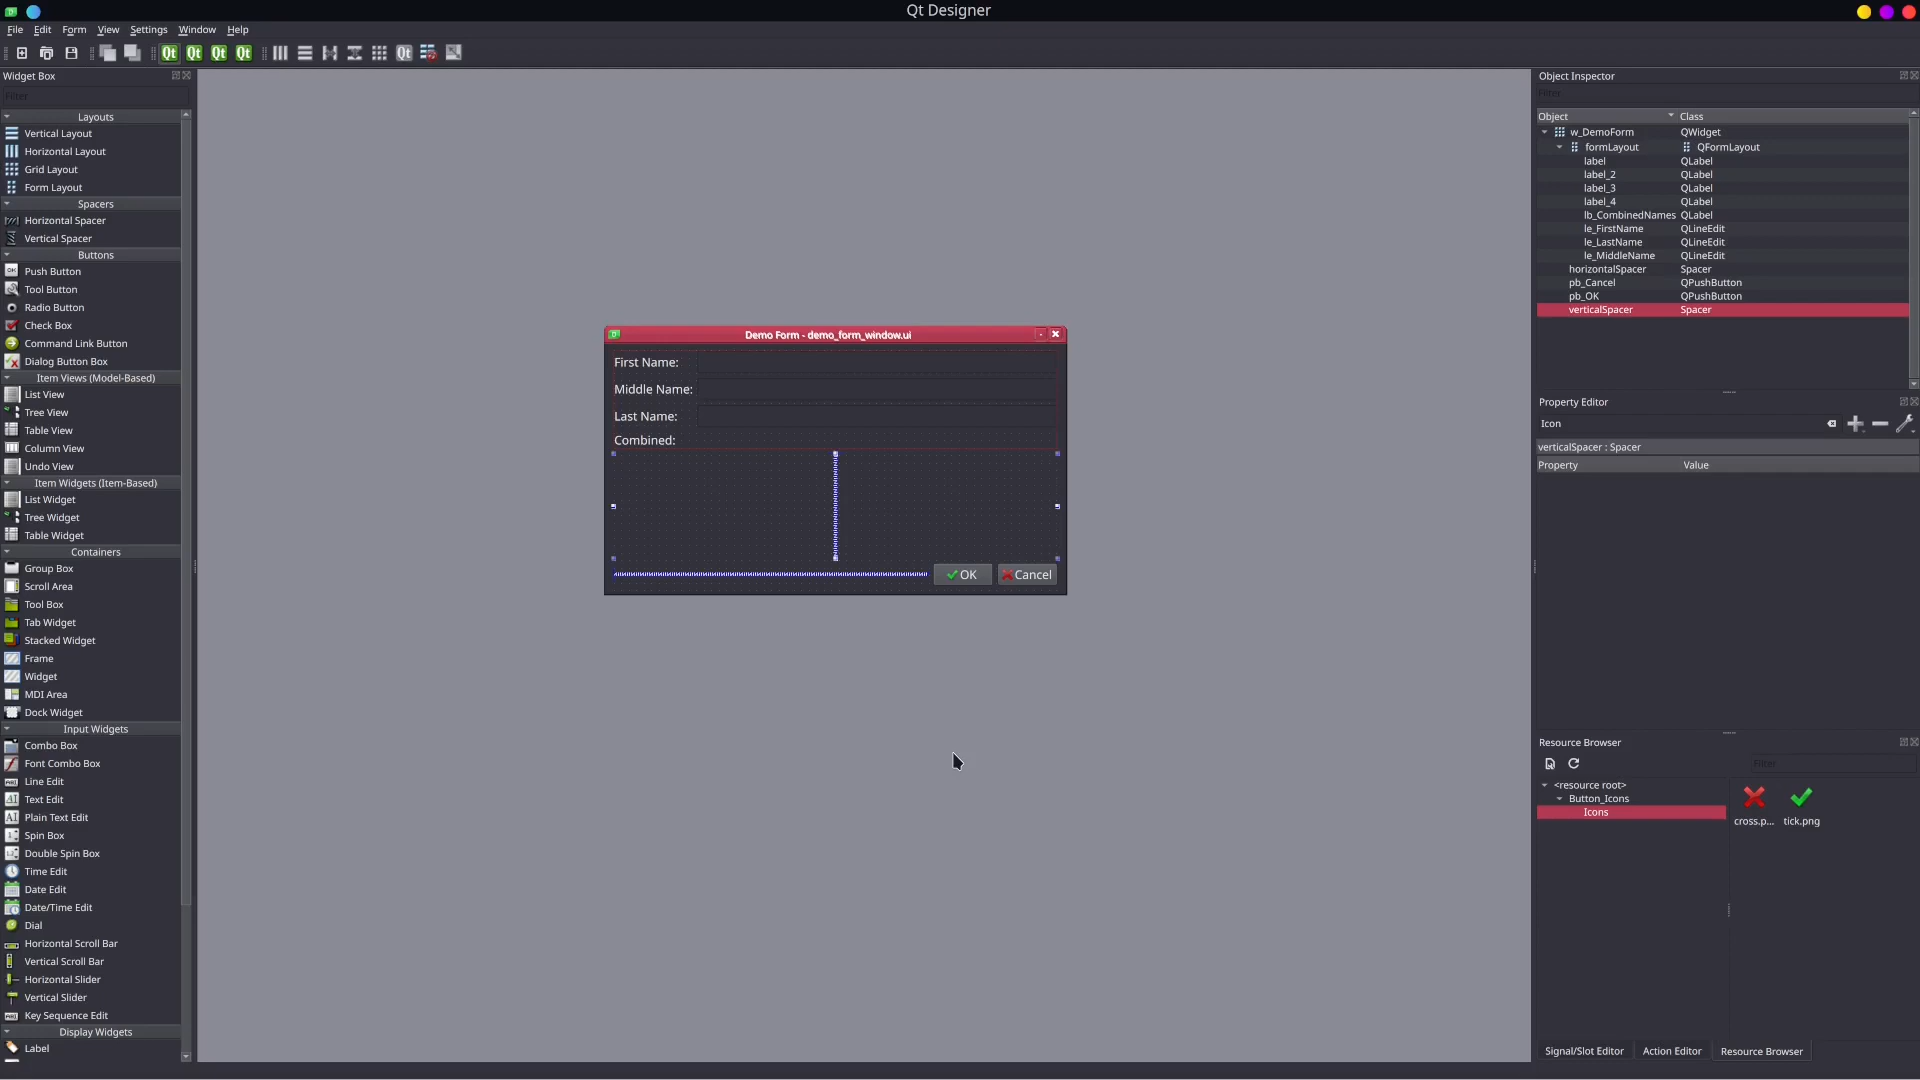 Qt Designer
File Edit Form View Settings Window Help
Qt Qt Qt Qt Qt
Widget Box
Filter
Layouts
Vertical Layout
Horizontal Layout
Grid Layout
Form Layout
Spacers
Horizontal Spacer
Vertical Spacer
Buttons
Push Button
Tool Button
Radio Button
Check Box
Command Link Button
Dialog Button Box
Item Views (Model-Based)
List View
Tree View
Table View
Column View
Undo View
Item Widgets (Item-Based)
List Widget
Tree Widget
Table Widget
Containers
Group Box
Scroll Area
Tool Box
Tab Widget
Stacked Widget
Frame
Widget
MDI Area
Dock Widget
Input Widgets
Combo Box
Font Combo Box
Line Edit
Text Edit
Plain Text Edit
Spin Box
Double Spin Box
Time Edit
Date Edit
Date/Time Edit
Dial
Horizontal Scroll Bar
Vertical Scroll Bar
Horizontal Slider
Vertical Slider
Key Sequence Edit
Display Widgets
Label
Demo Form - demo_form_window.ui
First Name:
Middle Name:
Last Name:
Combined:
OK Cancel
Object Inspector
Filter
Object Class
w_DemoForm QWidget
formLayout QFormLayout
label QLabel
label_2 QLabel
label_3 QLabel
label_4 QLabel
lb_CombinedNames QLabel
le_FirstName QLineEdit
le_LastName QLineEdit
le_MiddleName QLineEdit
horizontalSpacer Spacer
pb_Cancel QPushButton
pb_OK QPushButton
verticalSpacer Spacer
Property Editor
Icon
verticalSpacer : Spacer
Property Value
Resource Browser
Filter
<resource root>
Button_Icons
Icons
cross.p... tick.png
Signal/Slot Editor Action Editor Resource Browser